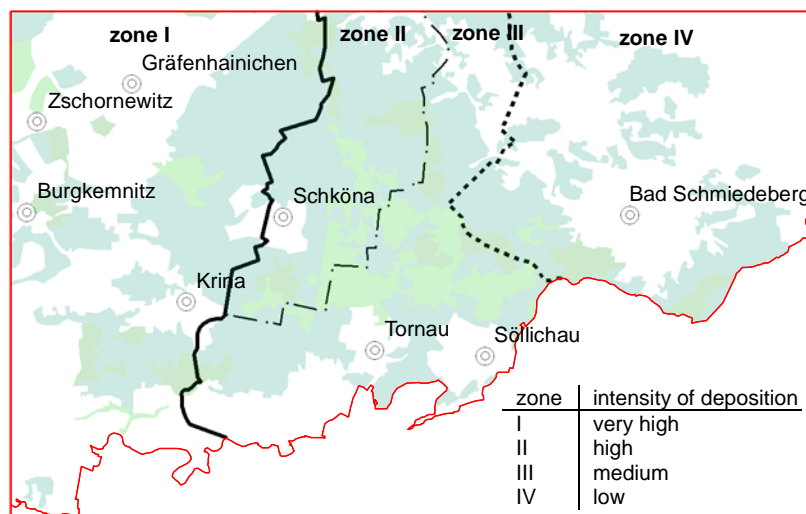 zone I
zone II
zone III
zone IV
Gräfenhainichen
Zschornewitz
Burgkemnitz
Schköna
Bad Schmiedeberg
Krina
Tornau
Söllichau
zone intensity of deposition
I very high
II high
III medium
IV low